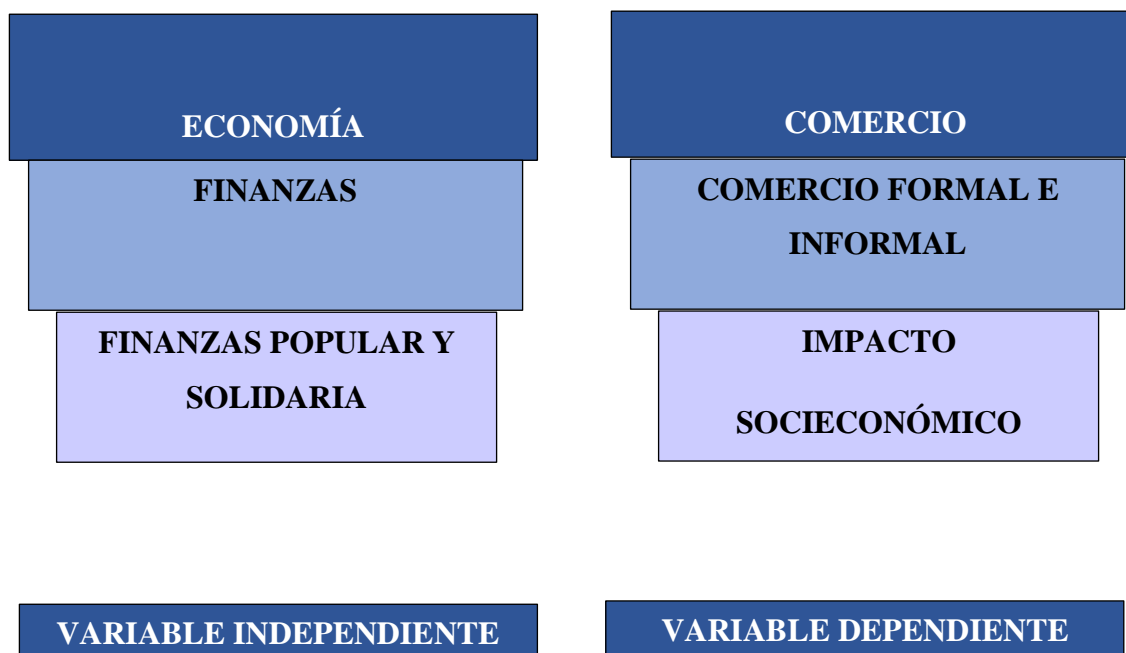 ECONOMÍA
FINANZAS
FINANZAS POPULAR Y
SOLIDARIA
VARIABLE INDEPENDIENTE
COMERCIO
COMERCIO FORMAL E
INFORMAL
IMPACTO
SOCIECONÓMICO
VARIABLE DEPENDIENTE